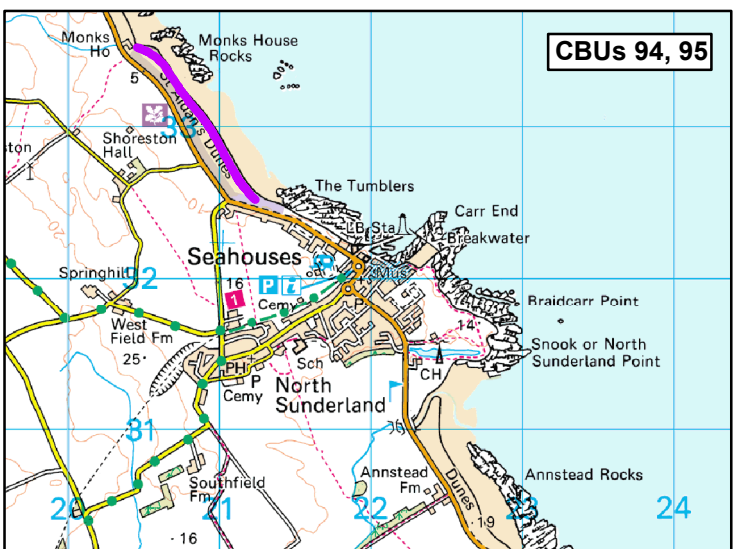 CBUs 94, 95
Monks
Ho
Monks House
Rocks
5
St Aidan's Dunes
33
Shoreston
Hall
ston
The Tumblers
LB Sta
Carr End
Breakwater
Seahouses
Mus
Springhill
92
16
P i
1
Cemy
Braidcarr Point
West
Field Fm
14
Snook or North
Sunderland Point
25
Sch
PH
P
CH
Cemy
North
Sunderland
31
Southfield
Fm
Annstead
Fm
Dunes
Annstead Rocks
20
21
22
23
24
19
16